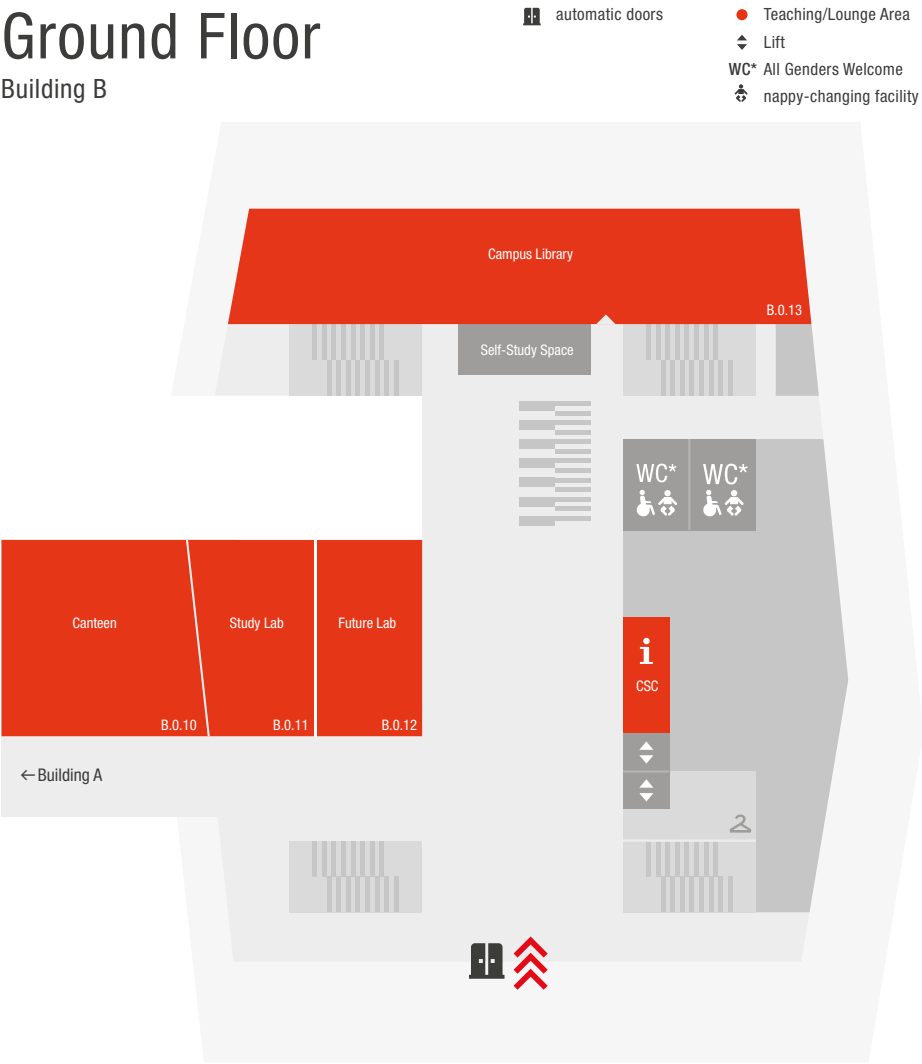 Ground Floor
Building B
automatic doors
Teaching/Lounge Area
Lift
WC* All Genders Welcome
nappy-changing facility
Campus Library
B.0.13
Self-Study Space
WC* WC*
Canteen
Study Lab
Future Lab
i
CSC
B.0.10
B.0.11
B.0.12
←Building A